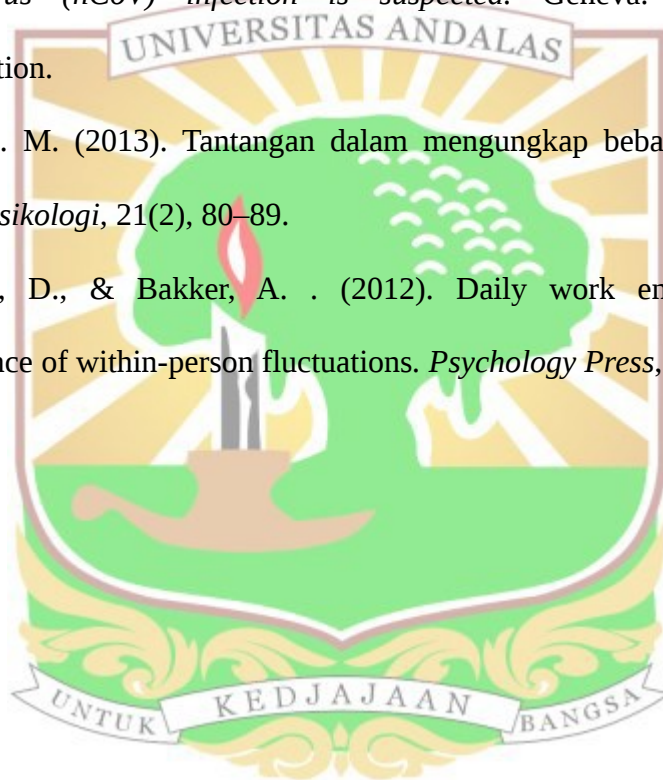 us (nCov) infection is suspected. Geneva:
UNIVERSITAS ANDALAS
tion.
. M. (2013). Tantangan dalam mengungkap beba
sikologi, 21(2), 80–89.
, D., & Bakker, A. . (2012). Daily work en
nce of within-person fluctuations. Psychology Press,
UNTUK KEDJAJAAN BANGSA